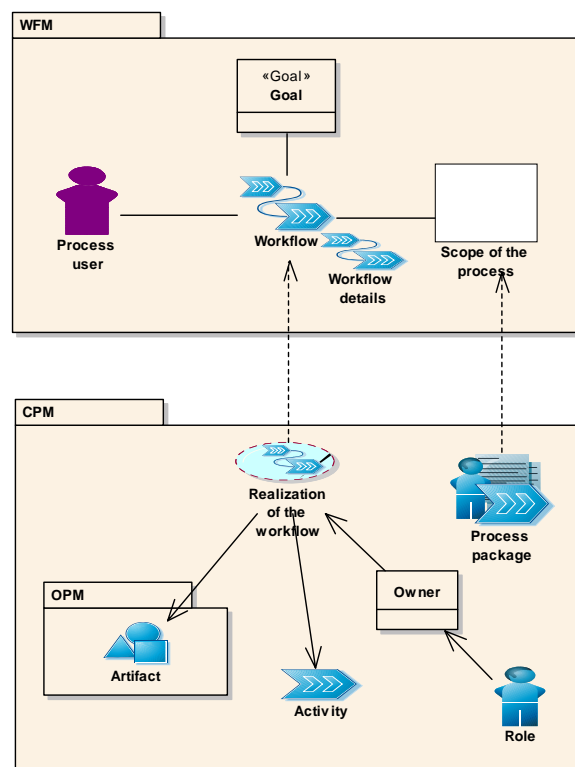 WFM
«Goal»
Goal
Process
user
Workflow
Workflow
details
Scope of the
process
CPM
Realization
of the
workflow
Process
package
OPM
Artifact
Owner
Activity
Role